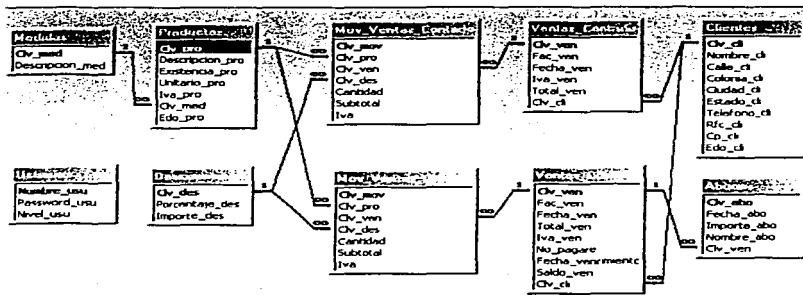 Medidas
Clv_med
Descripcion_med
Productos
Clv_pro
Descripcion_pro
Existencia_pro
Unitario_pro
Iva_pro
Clv_med
Edo_pro
Mov_Ventas_Contado
Clv_mov
Clv_pro
Clv_ven
Clv_des
Cantidad
Subtotal
Iva
Ventas_Contado
Clv_ven
Fac_ven
Fecha_ven
Iva_ven
Total_ven
Clv_cli
Clientes
Clv_cli
Nombre_cli
Calle_cli
Colonia_cli
Ciudad_cli
Estado_cli
Telefono_cli
Rfc_cli
Cp_cli
Edo_cli
Nombre_usu
Password_usu
Nivel_usu
Clv_des
Porcentaje_des
Importe_des
Clv_mov
Clv_pro
Clv_ven
Clv_des
Cantidad
Subtotal
Iva
Clv_ven
Fac_ven
Fecha_ven
Total_ven
Iva_ven
No_pagare
Fecha_vencimiento
Saldo_ven
Clv_cli
Clv_abo
Fecha_abo
Importe_abo
Nombre_abo
Clv_ven